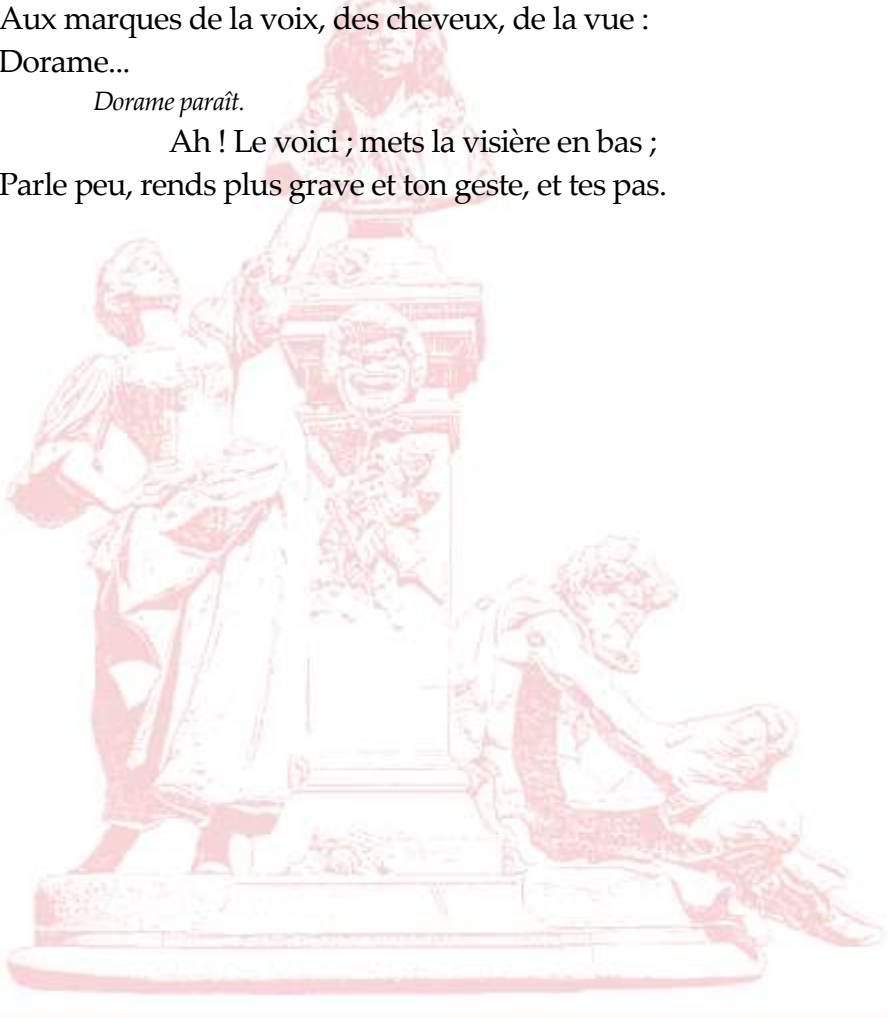 Aux marques de la voix, des cheveux, de la vue :
Dorame...
Dorame paraît.
Ah ! Le voici ; mets la visière en bas ;
Parle peu, rends plus grave et ton geste, et tes pas.